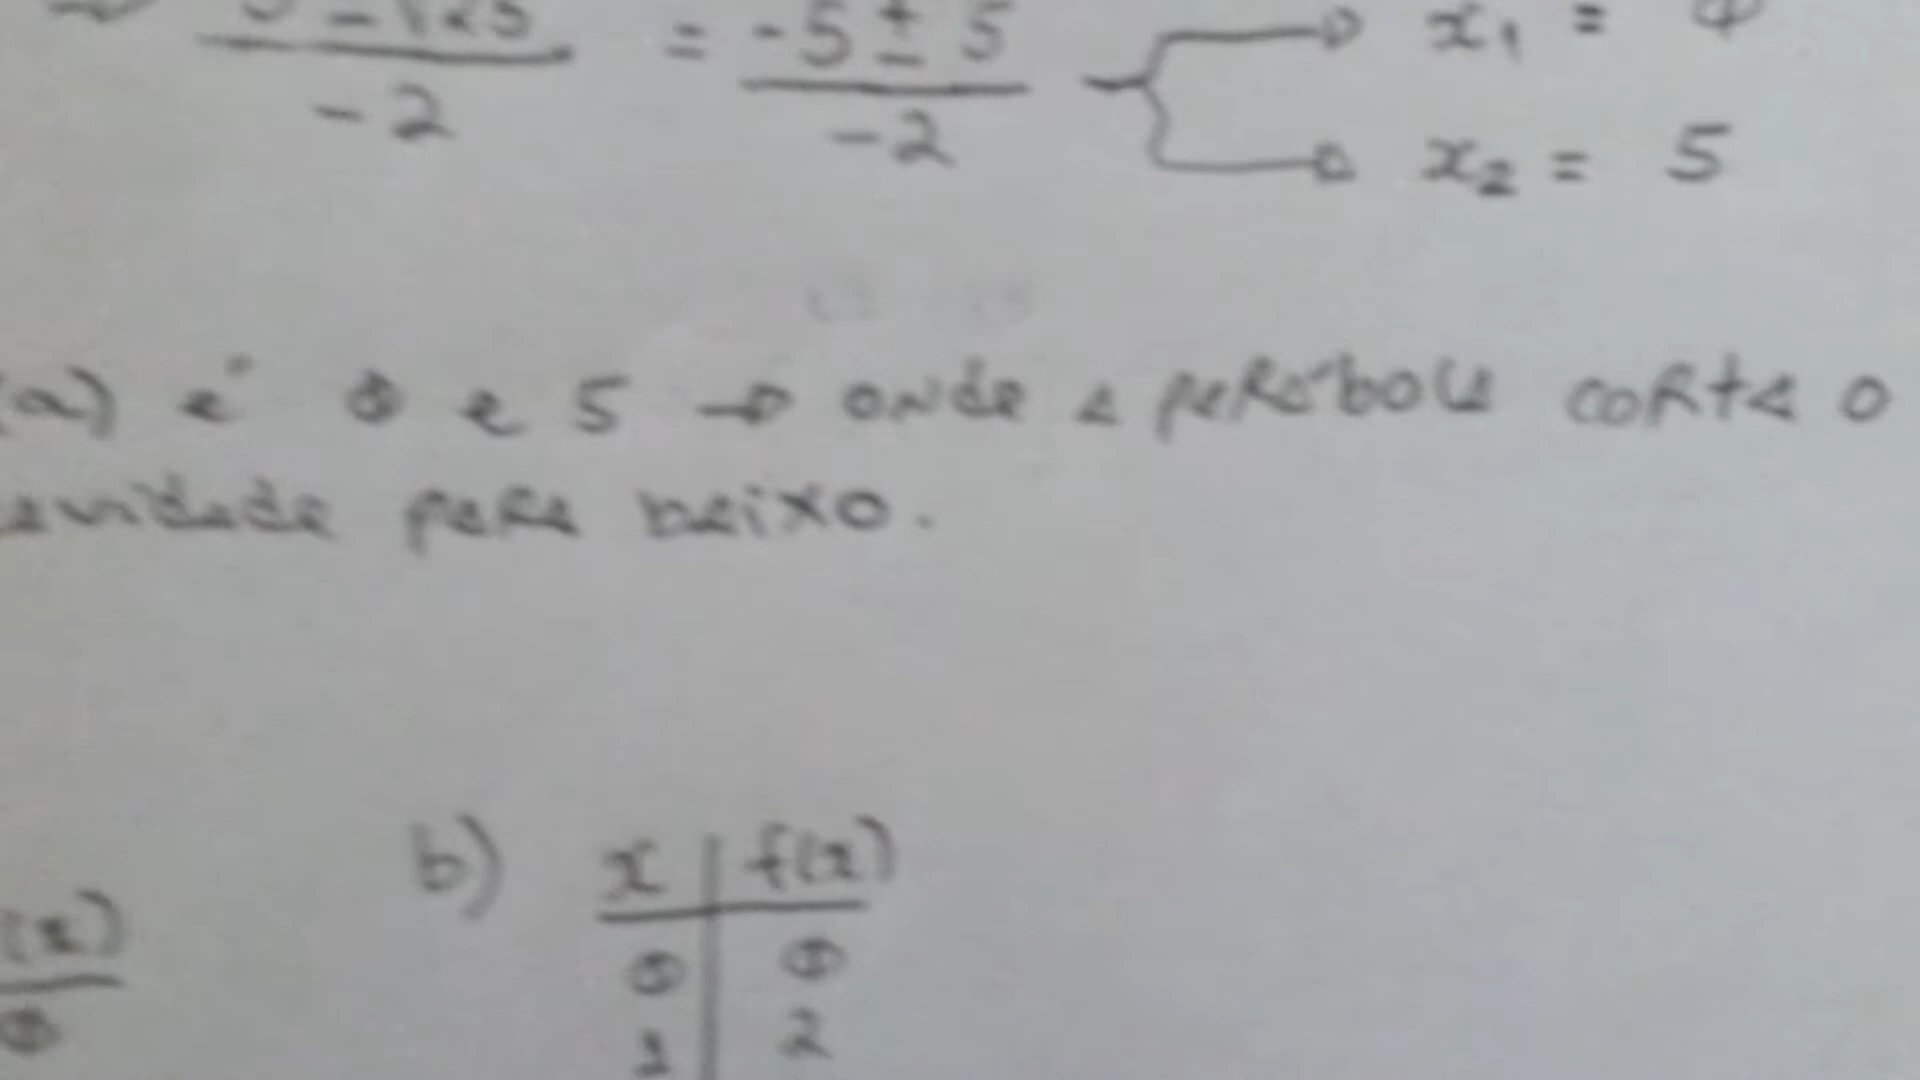 = -5 ± 5 x₁ = 0
-2 -2 x₂ = 5
(a) é 0 e 5 → onde a parábola corta o
para baixo.
b) x | f(x)
(x) 0 | 0
0 1 | 2